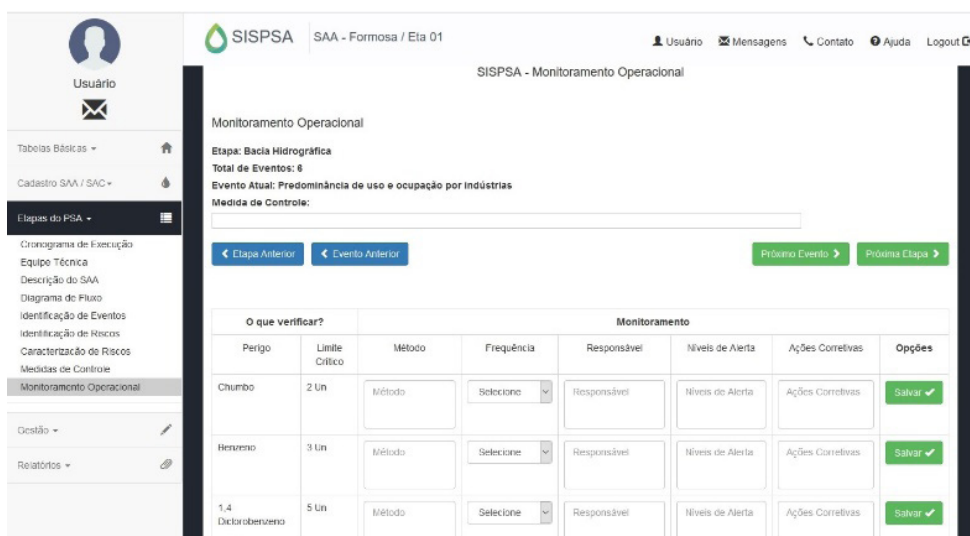 SISPSA SAA - Formosa / Eta 01
Usuário Mensagens Contato Ajuda Logout
Usuário
Tabelas Básicas
Cadastro SAA / SAC
Etapas do PSA
Cronograma de Execução
Equipe Técnica
Descrição do SAA
Diagrama de Fluxo
Identificação de Eventos
Identificação de Riscos
Caracterizacão de Riscos
Medidas de Controle
Monitoramento Operacional
Gestão
Relatórios
SISPSA - Monitoramento Operacional
Monitoramento Operacional
Etapa: Bacia Hidrográfica
Total de Eventos: 6
Evento Atual: Predominância de uso e ocupação por indústrias
Medida de Controle:
Etapa Anterior Evento Anterior Próximo Evento Próxima Etapa
O que verificar? Monitoramento
Perigo Limite Crítico Método Frequência Responsável Níveis de Alerta Ações Corretivas Opções
Chumbo 2 Un Método Selecione Responsável Níveis de Alerta Ações Corretivas Salvar
Benzeno 3 Un Método Selecione Responsável Níveis de Alerta Ações Corretivas Salvar
1,4 Diclorobenzeno 5 Un Método Selecione Responsável Níveis de Alerta Ações Corretivas Salvar